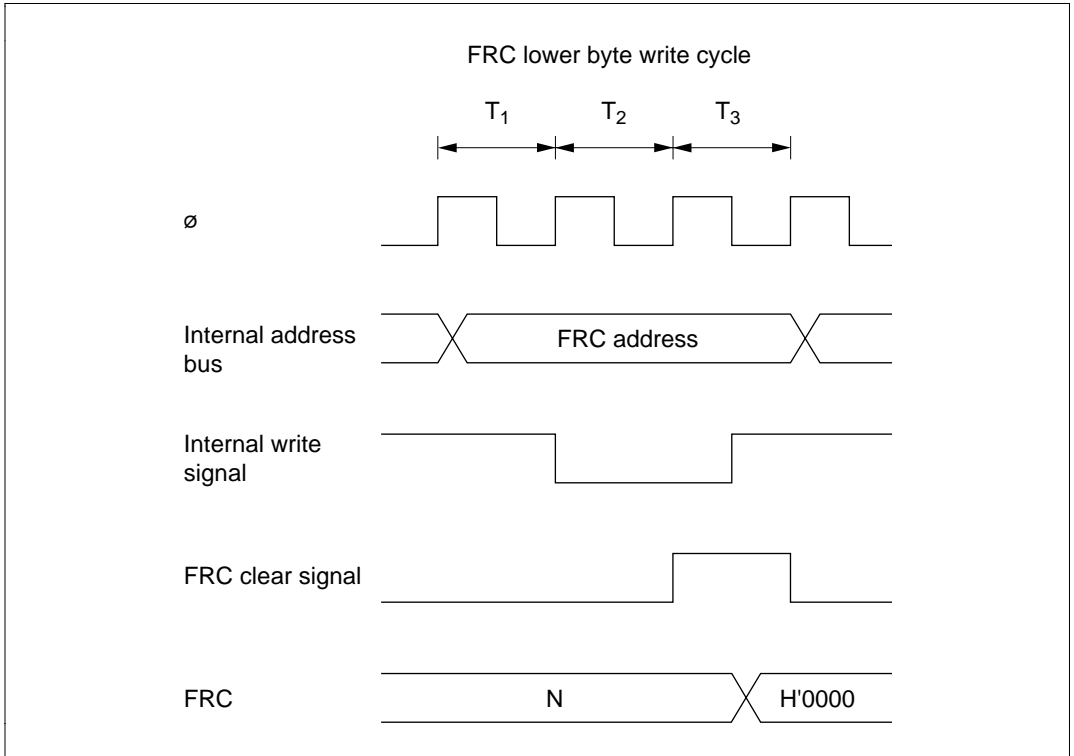 FRC lower byte write cycle
T₁ T₂ T₃
ø
Internal address
bus
FRC address
Internal write
signal
FRC clear signal
FRC N H'0000